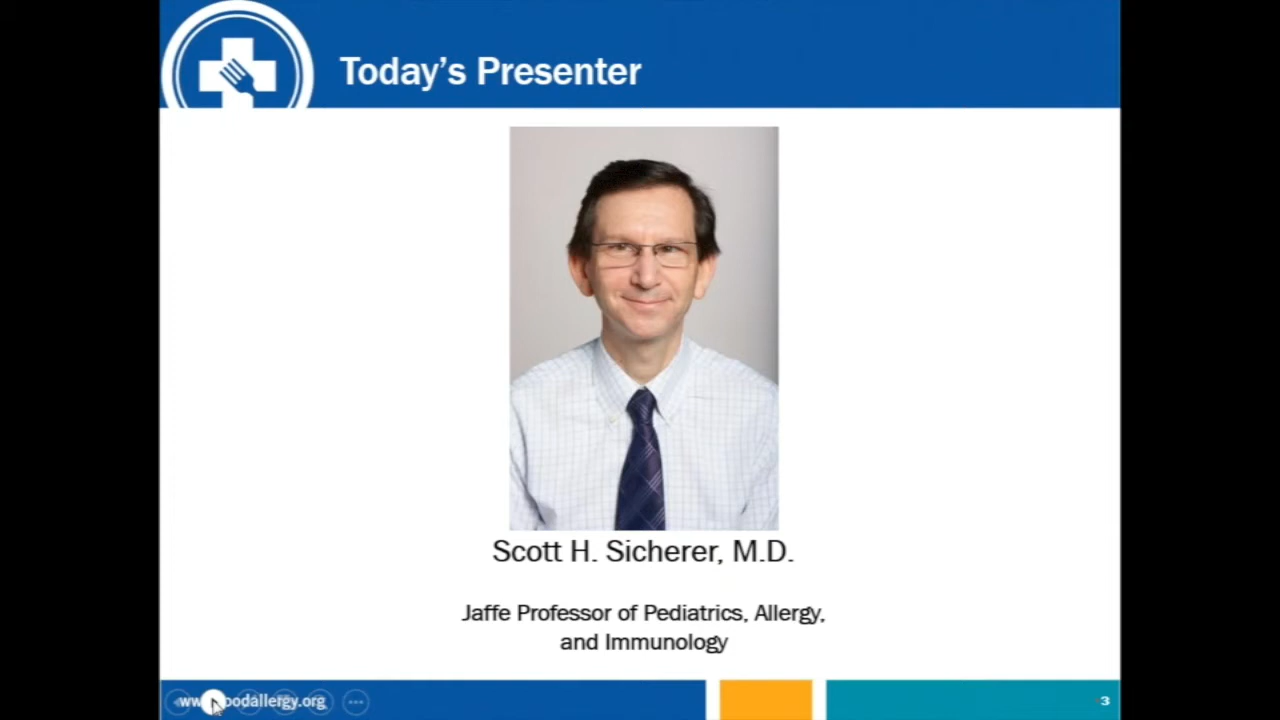 Today's Presenter
Scott H. Sicherer, M.D.
Jaffe Professor of Pediatrics, Allergy,
and Immunology
3